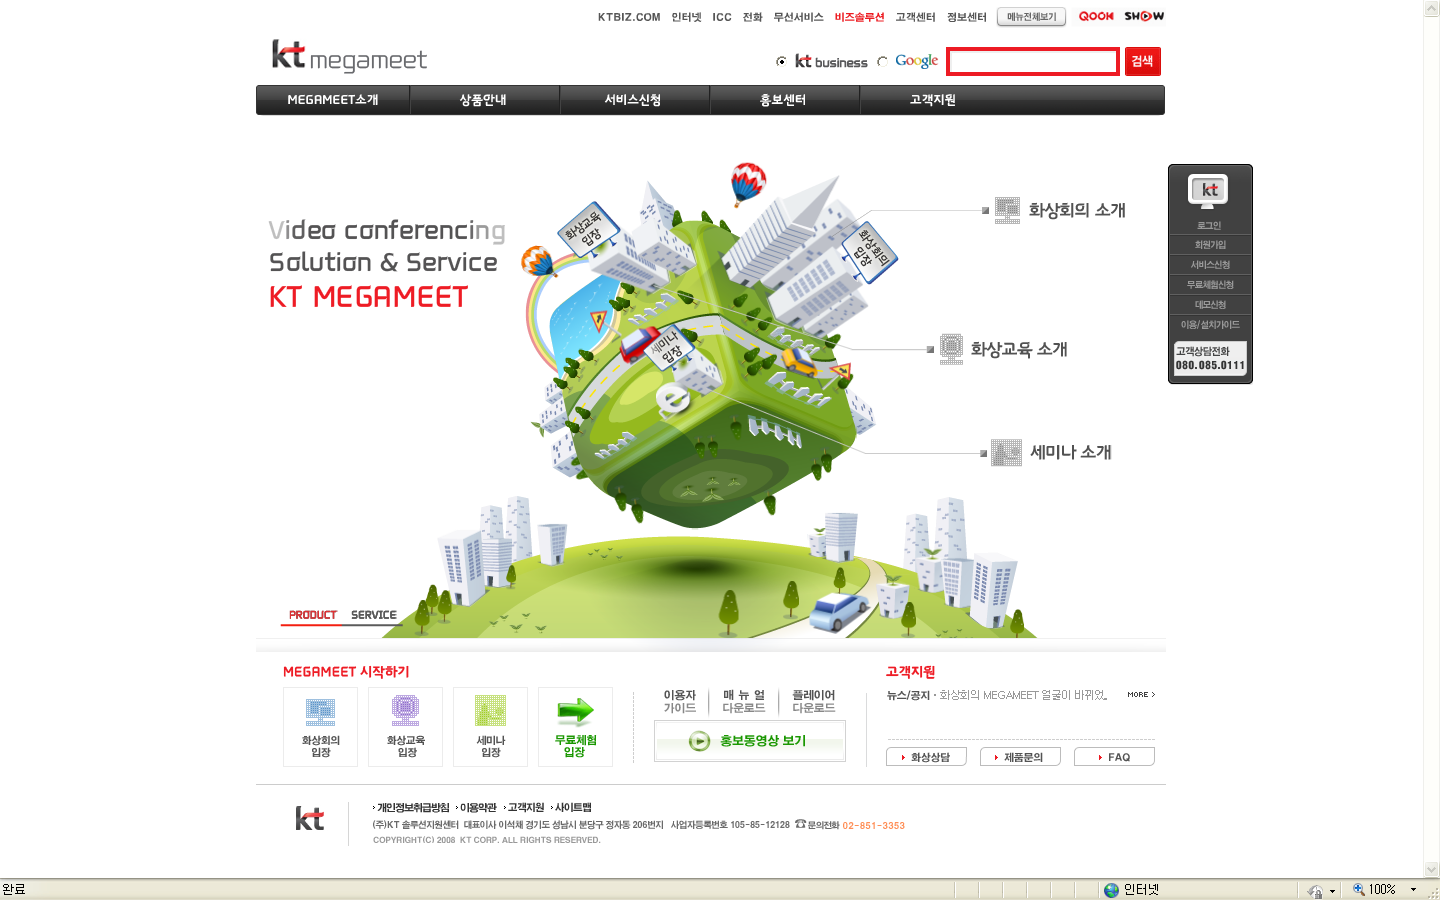 KTBIZ.COM 인터넷 ICC 전화 무선서비스 비즈솔루션 고객센터 정보센터 메뉴전체보기 QOOK SHOW
kt megameet
kt business Google 검색
MEGAMEET소개 상품안내 서비스신청 홍보센터 고객지원
Video conferencing
Solution & Service
KT MEGAMEET
화상교육
입장
화상회의
입장
세미나
입장
e
화상회의 소개
화상교육 소개
세미나 소개
kt
로그인
회원가입
서비스신청
무료체험신청
데모신청
이용/설치가이드
고객상담전화
080.085.0111
PRODUCT SERVICE
MEGAMEET 시작하기
화상회의
입장
화상교육
입장
세미나
입장
무료체험
입장
이용자
가이드
매 뉴 얼
다운로드
플레이어
다운로드
홍보동영상 보기
고객지원
뉴스/공지 · 화상회의 MEGAMEET 얼굴이 바뀌었.. MORE >
화상상담 제품문의 FAQ
kt
개인정보취급방침 이용약관 고객지원 사이트맵
(주)KT 솔루션지원센터 대표이사 이석채 경기도 성남시 분당구 정자동 206번지 사업자등록번호 105-85-12128 ☎문의전화 02-851-3353
COPYRIGHT(C) 2008 KT CORP. ALL RIGHTS RESERVED.
완료 인터넷 100%